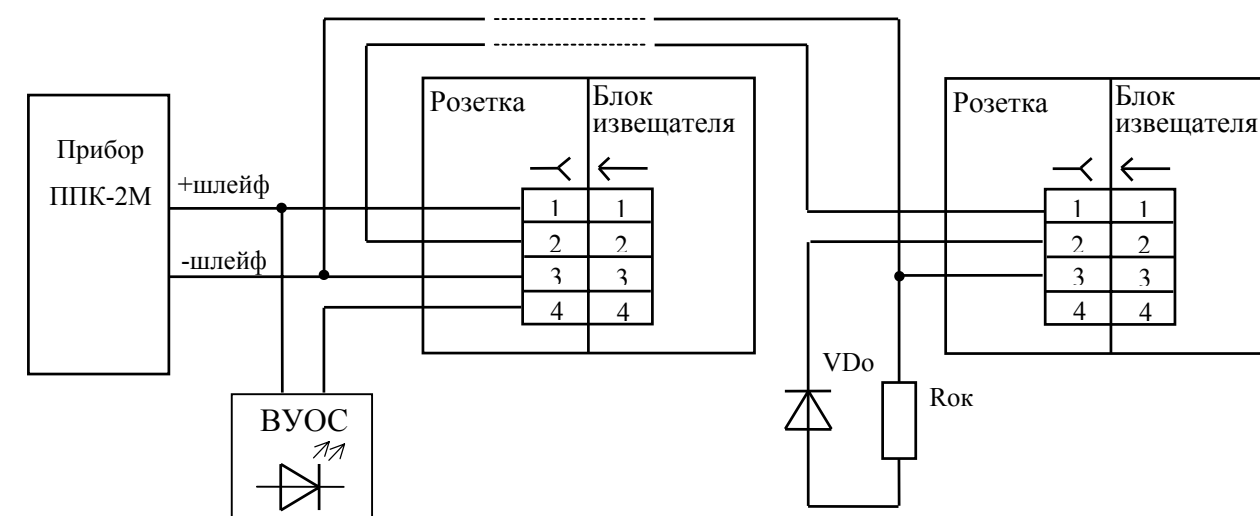 Прибор
ППК-2М
+шлейф
-шлейф
Розетка
Блок
извещателя
1 1
2 2
3 3
4 4
ВУОС
Розетка
Блок
извещателя
1 1
2 2
3 3
4 4
VDо
Rок